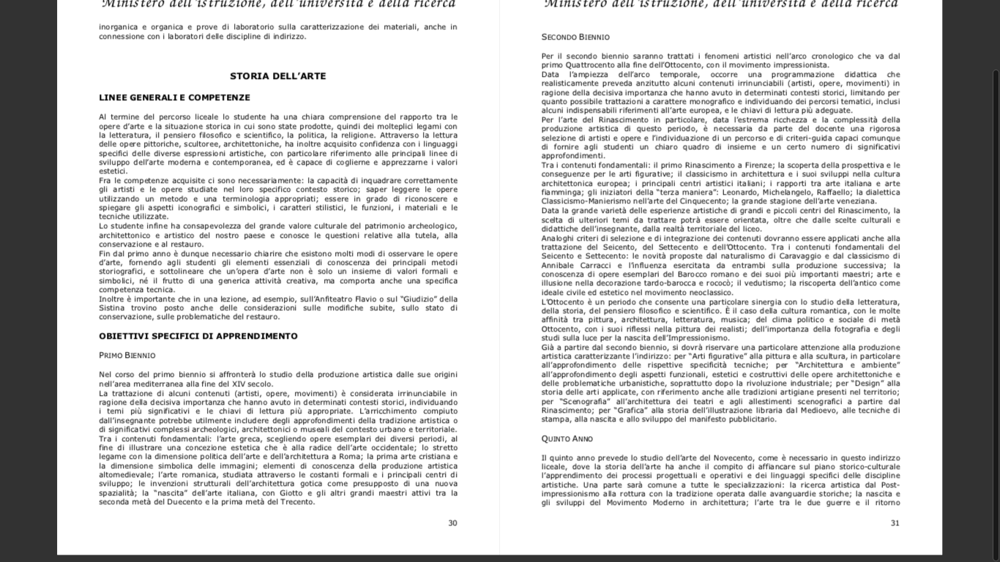 Ministero dell'istruzione, dell'università e della ricerca
inorganica e organica e prove di laboratorio sulla caratterizzazione dei materiali, anche in
connessione con i laboratori delle discipline di indirizzo.
STORIA DELL'ARTE
LINEE GENERALI E COMPETENZE
Al termine del percorso liceale lo studente ha una chiara comprensione del rapporto tra le
opere d'arte e la situazione storica in cui sono state prodotte, quindi dei molteplici legami con
la letteratura, il pensiero filosofico e scientifico, la politica, la religione. Attraverso la lettura
delle opere pittoriche, scultoree, architettoniche, ha inoltre acquisito confidenza con i linguaggi
specifici delle diverse espressioni artistiche, con particolare riferimento alle principali linee di
sviluppo dell'arte moderna e contemporanea, ed è capace di coglierne e apprezzarne i valori
estetici.
Fra le competenze acquisite ci sono necessariamente: la capacità di inquadrare correttamente
gli artisti e le opere studiate nel loro specifico contesto storico; saper leggere le opere
utilizzando un metodo e una terminologia appropriati; essere in grado di riconoscere e
spiegare gli aspetti iconografici e simbolici, i caratteri stilistici, le funzioni, i materiali e le
tecniche utilizzate.
Lo studente infine ha consapevolezza del grande valore culturale del patrimonio archeologico,
architettonico e artistico del nostro paese e conosce le questioni relative alla tutela, alla
conservazione e al restauro.
Fin dal primo anno è dunque necessario chiarire che esistono molti modi di osservare le opere
d'arte, fornendo agli studenti gli elementi essenziali di conoscenza dei principali metodi
storiografici, e sottolineare che un'opera d'arte non è solo un insieme di valori formali e
simbolici, né il frutto di una generica attività creativa, ma comporta anche una specifica
competenza tecnica.
Inoltre è importante che in una lezione, ad esempio, sull'Anfiteatro Flavio o sul "Giudizio" della
Sistina trovino posto anche delle considerazioni sulle modifiche subite, sullo stato di
conservazione, sulle problematiche del restauro.
OBIETTIVI SPECIFICI DI APPRENDIMENTO
PRIMO BIENNIO
Nel corso del primo biennio si affronterà lo studio della produzione artistica dalle sue origini
nell'area mediterranea alla fine del XIV secolo.
La trattazione di alcuni contenuti (artisti, opere, movimenti) è considerata irrinunciabile in
ragione della decisiva importanza che hanno avuto in determinati contesti storici, individuando
i temi più significativi e le chiavi di lettura più appropriate. L'arricchimento compiuto
dall'insegnante potrebbe utilmente includere degli approfondimenti della tradizione artistica o
di significativi complessi archeologici, architettonici o museali del contesto urbano e territoriale.
Tra i contenuti fondamentali: l'arte greca, scegliendo opere esemplari dei diversi periodi, al
fine di illustrare una concezione estetica che è alla radice dell'arte occidentale; lo stretto
legame con la dimensione politica dell'arte e dell'architettura a Roma; la prima arte cristiana e
la dimensione simbolica delle immagini; elementi di conoscenza della produzione artistica
altomedievale; l'arte romanica, studiata attraverso le costanti formali e i principali centri di
sviluppo; le invenzioni strutturali dell'architettura gotica come presupposto di una nuova
spazialità; la "nascita" dell'arte italiana, con Giotto e gli altri grandi maestri attivi tra la
seconda metà del Duecento e la prima metà del Trecento.
30
Ministero dell'istruzione, dell'università e della ricerca
SECONDO BIENNIO
Per il secondo biennio saranno trattati i fenomeni artistici nell'arco cronologico che va dal
primo Quattrocento alla fine dell'Ottocento, con il movimento impressionista.
Data l'ampiezza dell'arco temporale, occorre una programmazione didattica che
realisticamente preveda anzitutto alcuni contenuti irrinunciabili (artisti, opere, movimenti) in
ragione della decisiva importanza che hanno avuto in determinati contesti storici, limitando per
quanto possibile trattazioni a carattere monografico e individuando dei percorsi tematici, inclusi
alcuni indispensabili riferimenti all'arte europea, e le chiavi di lettura più adeguate.
Per l'arte del Rinascimento in particolare, data l'estrema ricchezza e la complessità della
produzione artistica di questo periodo, è necessaria da parte del docente una rigorosa
selezione di artisti e opere e l'individuazione di un percorso e di criteri-guida capaci comunque
di fornire agli studenti un chiaro quadro di insieme e un certo numero di significativi
approfondimenti.
Tra i contenuti fondamentali: il primo Rinascimento a Firenze; la scoperta della prospettiva e le
conseguenze per le arti figurative; il classicismo in architettura e i suoi sviluppi nella cultura
architettonica europea; i principali centri artistici italiani; i rapporti tra arte italiana e arte
fiamminga; gli iniziatori della "terza maniera": Leonardo, Michelangelo, Raffaello; la dialettica
Classicismo-Manierismo nell'arte del Cinquecento; la grande stagione dell'arte veneziana.
Data la grande varietà delle esperienze artistiche di grandi e piccoli centri del Rinascimento, la
scelta di ulteriori temi da trattare potrà essere orientata, oltre che dalle scelte culturali e
didattiche dell'insegnante, dalla realtà territoriale del liceo.
Analoghi criteri di selezione e di integrazione dei contenuti dovranno essere applicati anche alla
trattazione del Seicento, del Settecento e dell'Ottocento. Tra i contenuti fondamentali del
Seicento e Settecento: le novità proposte dal naturalismo di Caravaggio e dal classicismo di
Annibale Carracci e l'influenza esercitata da entrambi sulla produzione successiva; la
conoscenza di opere esemplari del Barocco romano e dei suoi più importanti maestri; arte e
illusione nella decorazione tardo-barocca e rococò; il vedutismo; la riscoperta dell'antico come
ideale civile ed estetico nel movimento neoclassico.
L'Ottocento è un periodo che consente una particolare sinergia con lo studio della letteratura,
della storia, del pensiero filosofico e scientifico. È il caso della cultura romantica, con le molte
affinità tra pittura, architettura, letteratura, musica; del clima politico e sociale di metà
Ottocento, con i suoi riflessi nella pittura dei realisti; dell'importanza della fotografia e degli
studi sulla luce per la nascita dell'Impressionismo.
Già a partire dal secondo biennio, si dovrà riservare una particolare attenzione alla produzione
artistica caratterizzante l'indirizzo: per "Arti figurative" alla pittura e alla scultura, in particolare
all'approfondimento delle rispettive specificità tecniche; per "Architettura e ambiente"
all'approfondimento degli aspetti funzionali, estetici e costruttivi delle opere architettoniche e
delle problematiche urbanistiche, soprattutto dopo la rivoluzione industriale; per "Design" alla
storia delle arti applicate, con riferimento anche alle tradizioni artigiane presenti nel territorio;
per "Scenografia" all'architettura dei teatri e agli allestimenti scenografici a partire dal
Rinascimento; per "Grafica" alla storia dell'illustrazione libraria dal Medioevo, alle tecniche di
stampa, alla nascita e allo sviluppo del manifesto pubblicitario.
QUINTO ANNO
Il quinto anno prevede lo studio dell'arte del Novecento, come è necessario in questo indirizzo
liceale, dove la storia dell'arte ha anche il compito di affiancare sul piano storico-culturale
l'apprendimento dei processi progettuali e operativi e dei linguaggi specifici delle discipline
artistiche. Una parte sarà comune a tutte le specializzazioni: la ricerca artistica dal Post-
impressionismo alla rottura con la tradizione operata dalle avanguardie storiche; la nascita e
gli sviluppi del Movimento Moderno in architettura; l'arte tra le due guerre e il ritorno
31